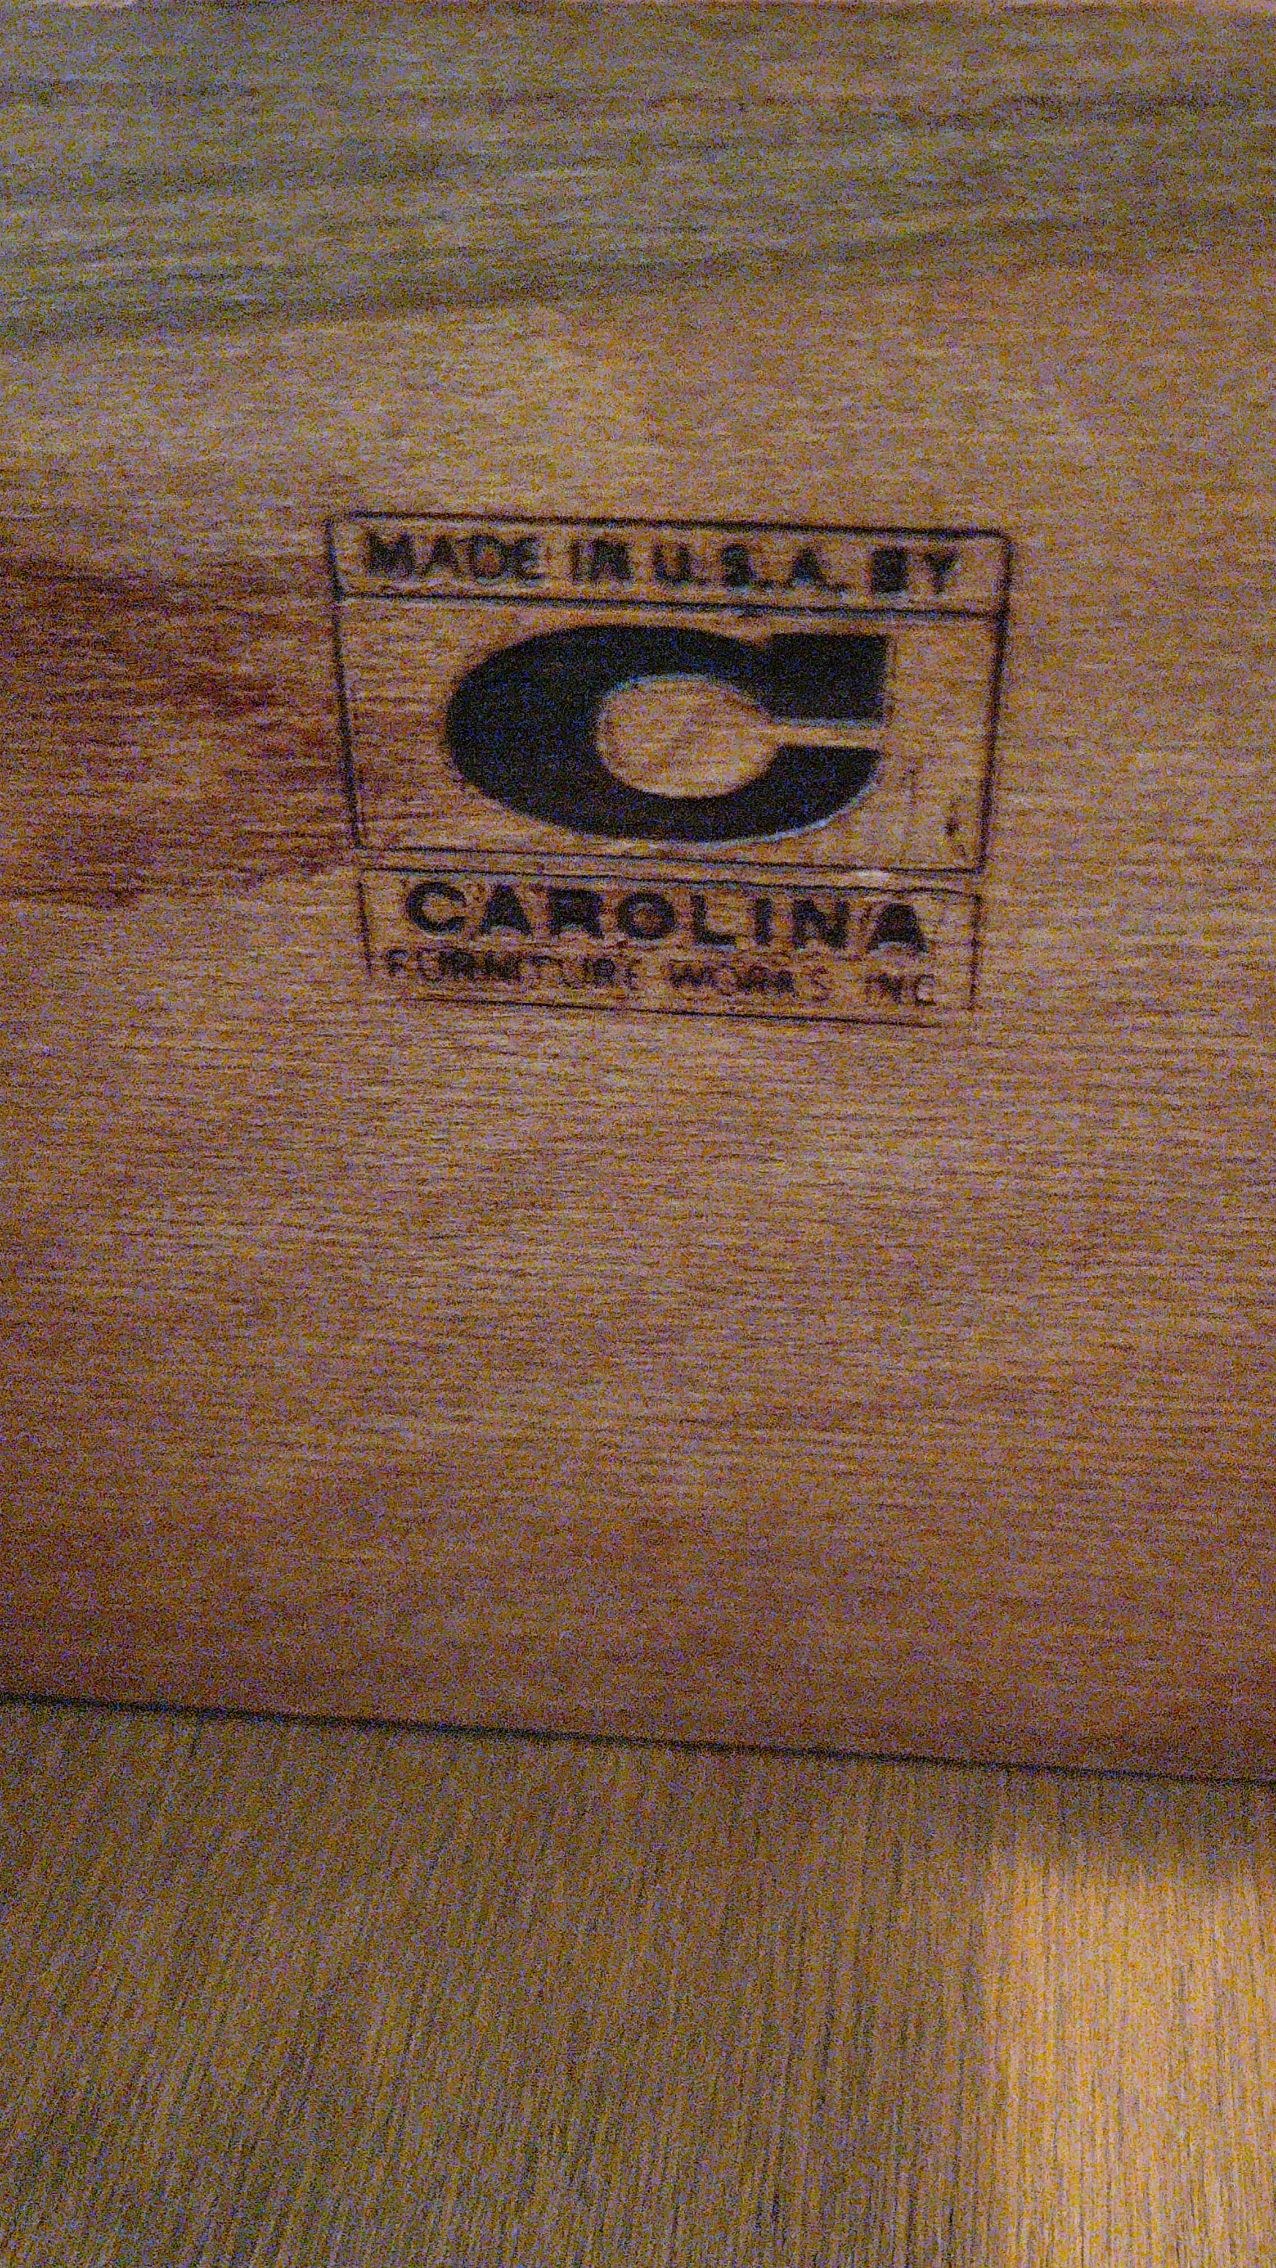 MADE IN U.S.A. BY
C
CAROLINA
FURNITURE WORKS INC